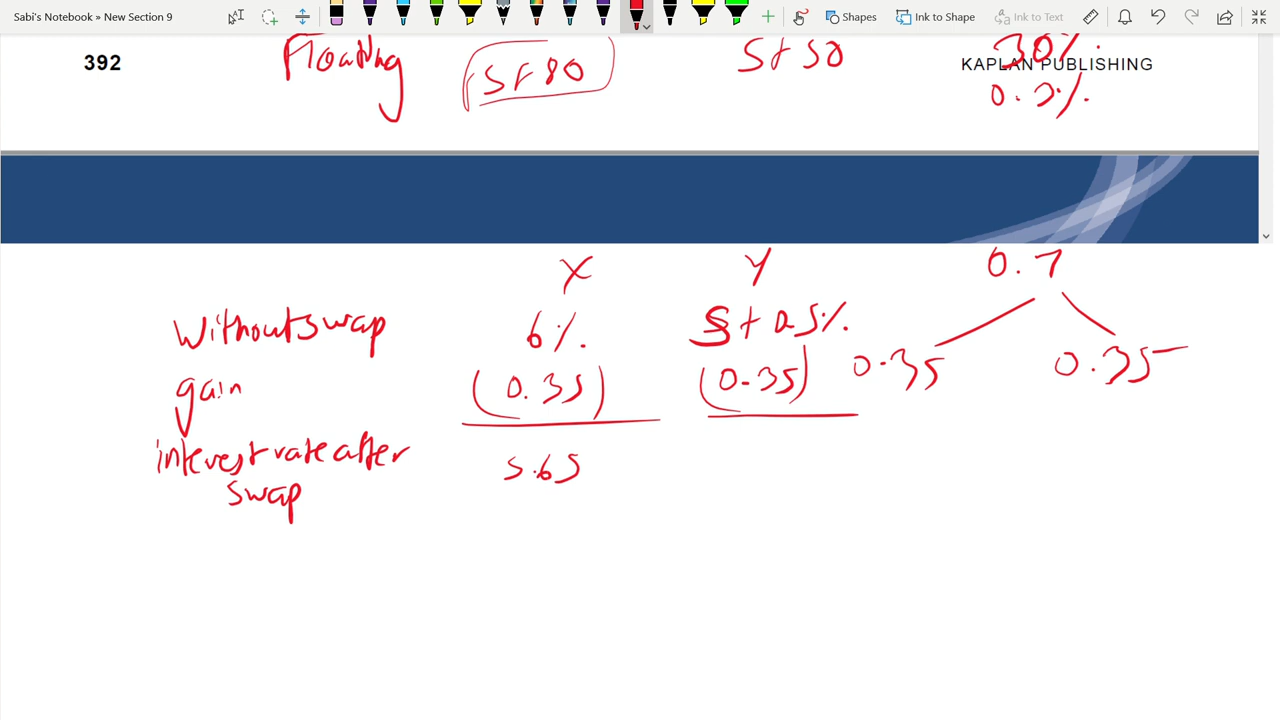 Sabi's Notebook » New Section 9
Shapes
Ink to Shape
Ink to Text
392
Floating S+80 S+50 30%.
KAPLAN PUBLISHING
0.3%.
X Y 0.7
Without swap 6%. S+0.5%.
gain (0.35) (0.35) 0.35 0.35
interest rate after 5.65
swap